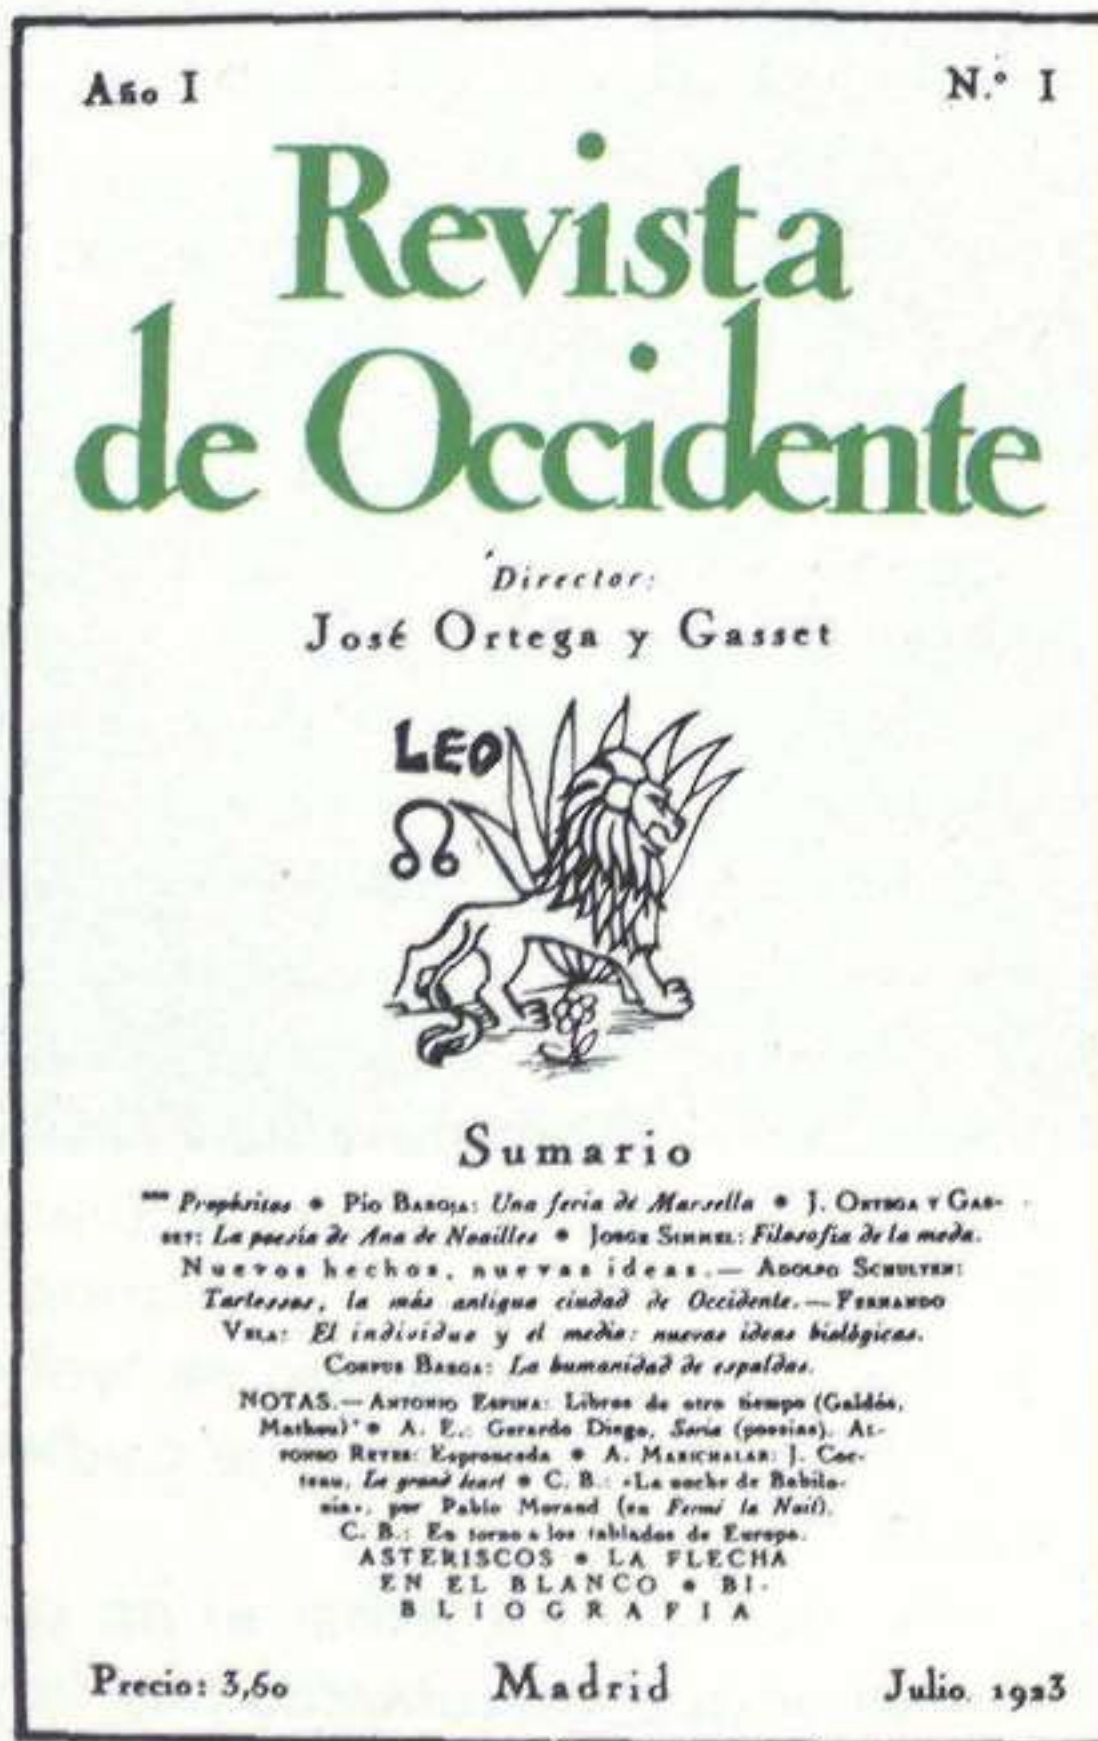 Año I N.º I
Revista
de Occidente
Director:
José Ortega y Gasset
LEO
Sumario
*** Propósitos * PÍO BAROJA: Una feria de Marsella * J. ORTEGA Y GAS-
SET: La poesía de Ana de Noailles * JORGE SIMMEL: Filosofía de la moda.
Nuevos hechos, nuevas ideas.— ADOLFO SCHULTEN:
Tartessos, la más antigua ciudad de Occidente.—FERNANDO
VELA: El individuo y el medio: nuevas ideas biológicas.
CORPUS BARGA: La humanidad de espaldas.
NOTAS.—ANTONIO ESPINA: Libros de otro tiempo (Galdós,
Matheu) * A. E.: Gerardo Diego, Soria (poesías). AL-
FONSO REYES: Espronceda * A. MARICHALAR: J. Coc-
teau, Le grand écart * C. B.: «La noche de Babilo-
nia», por Pablo Morand (en Fermé la Nuit).
C. B.: En torno a los tablados de Europa.
ASTERISCOS * LA FLECHA
EN EL BLANCO * BI-
BLIOGRAFIA
Precio: 3,60 Madrid Julio. 1923